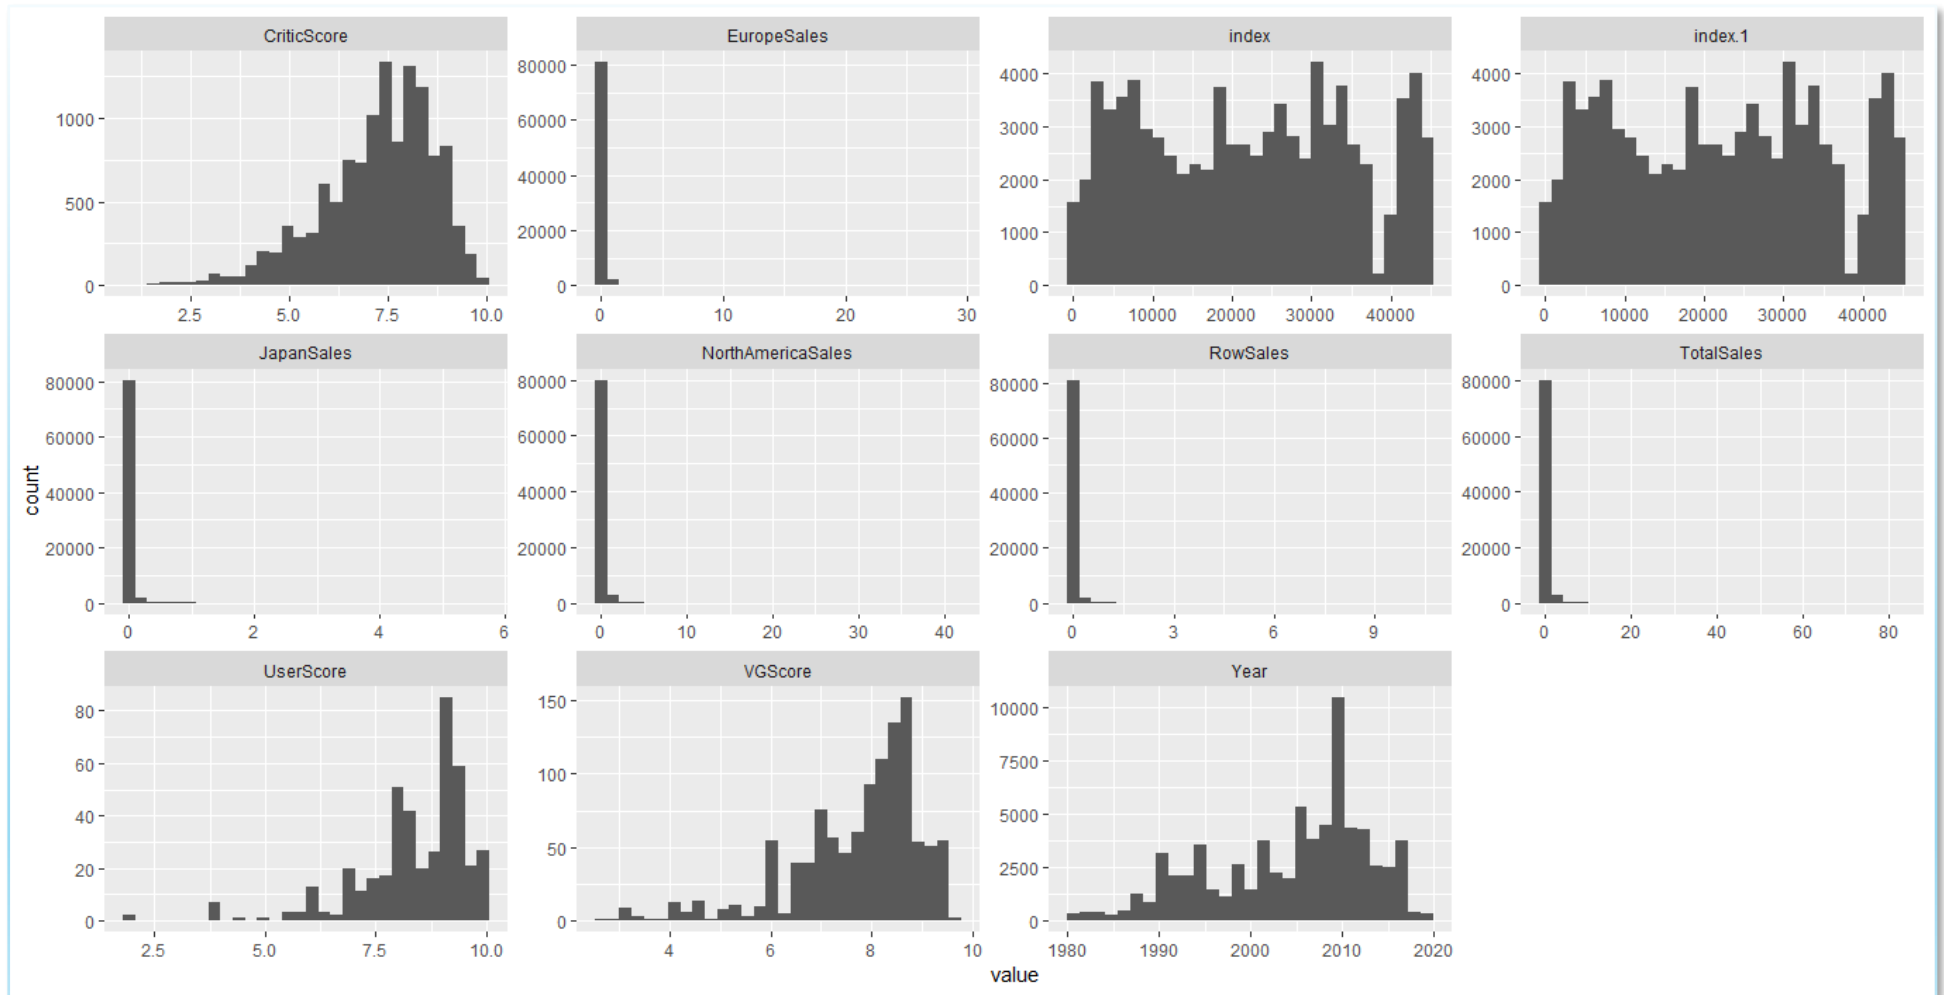 CriticScore
EuropeSales
index
index.1
1000
500
0
2.5 5.0 7.5 10.0
80000
60000
40000
20000
0
0 10 20 30
4000
3000
2000
1000
0
0 10000 20000 30000 40000
4000
3000
2000
1000
0
0 10000 20000 30000 40000
JapanSales
NorthAmericaSales
RowSales
TotalSales
count
80000
60000
40000
20000
0
0 2 4 6
80000
60000
40000
20000
0
0 10 20 30 40
80000
60000
40000
20000
0
0 3 6 9
80000
60000
40000
20000
0
0 20 40 60 80
UserScore
VGScore
Year
80
60
40
20
0
2.5 5.0 7.5 10.0
150
100
50
0
4 6 8 10
10000
7500
5000
2500
0
1980 1990 2000 2010 2020
value